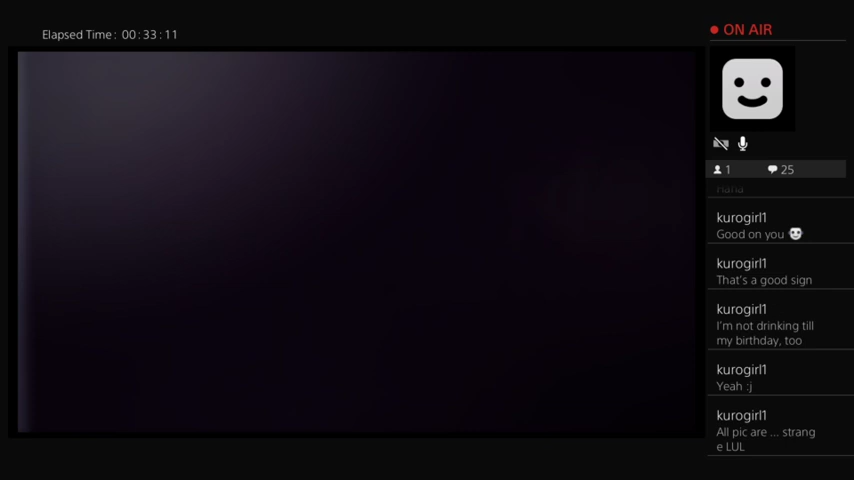 Elapsed Time: 00:33:11
ON AIR
1 25
Haha
kurogirl1
Good on you
kurogirl1
That's a good sign
kurogirl1
I'm not drinking till
my birthday, too
kurogirl1
Yeah :j
kurogirl1
All pic are ... strang
e LUL